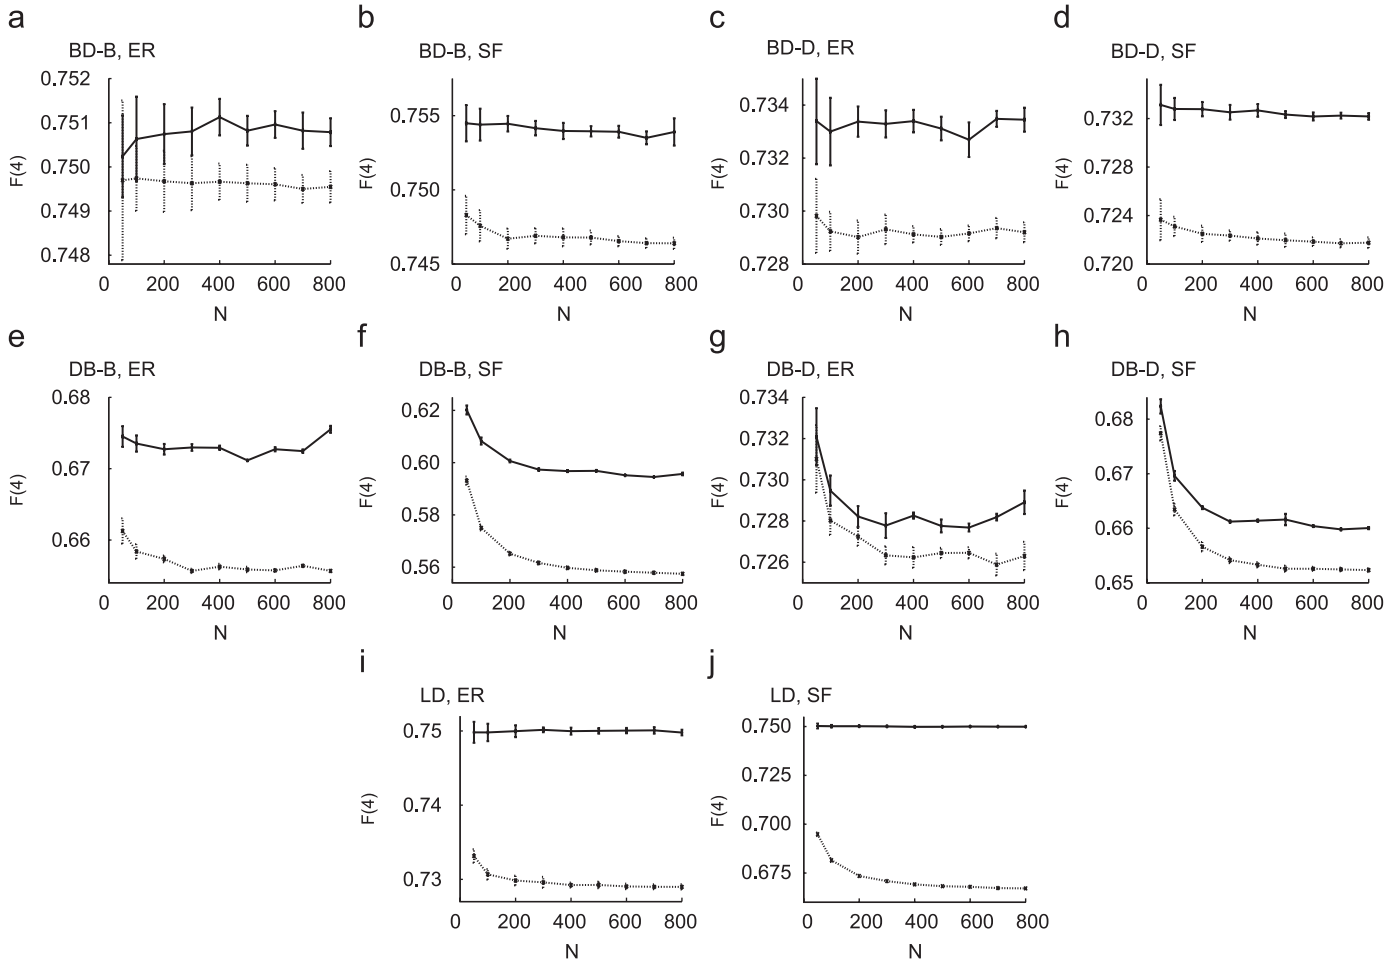 a
BD-B, ER
0.752
0.751
0.750
0.749
0.748
F(4)
0 200 400 600 800
N
b
BD-B, SF
0.755
0.750
0.745
F(4)
0 200 400 600 800
N
c
BD-D, ER
0.734
0.732
0.730
0.728
F(4)
0 200 400 600 800
N
d
BD-D, SF
0.732
0.728
0.724
0.720
F(4)
0 200 400 600 800
N
e
DB-B, ER
0.68
0.67
0.66
F(4)
0 200 400 600 800
N
f
DB-B, SF
0.62
0.60
0.58
0.56
F(4)
0 200 400 600 800
N
g
DB-D, ER
0.734
0.732
0.730
0.728
0.726
F(4)
0 200 400 600 800
N
h
DB-D, SF
0.68
0.67
0.66
0.65
F(4)
0 200 400 600 800
N
i
LD, ER
0.75
0.74
0.73
F(4)
0 200 400 600 800
N
j
LD, SF
0.750
0.725
0.700
0.675
F(4)
0 200 400 600 800
N